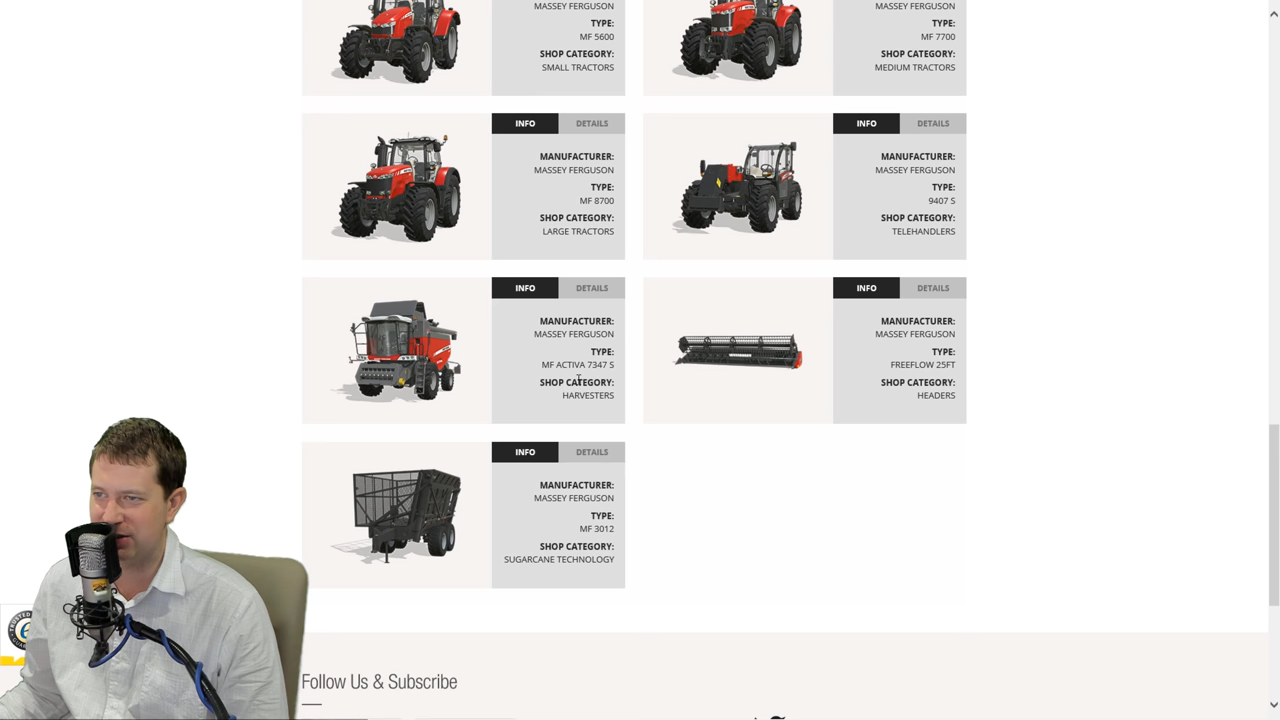 MASSEY FERGUSON
TYPE:
MF 5600
SHOP CATEGORY:
SMALL TRACTORS
MASSEY FERGUSON
TYPE:
MF 7700
SHOP CATEGORY:
MEDIUM TRACTORS
INFO DETAILS
MANUFACTURER:
MASSEY FERGUSON
TYPE:
MF 8700
SHOP CATEGORY:
LARGE TRACTORS
INFO DETAILS
MANUFACTURER:
MASSEY FERGUSON
TYPE:
9407 S
SHOP CATEGORY:
TELEHANDLERS
INFO DETAILS
MANUFACTURER:
MASSEY FERGUSON
TYPE:
MF ACTIVA 7347 S
SHOP CATEGORY:
HARVESTERS
INFO DETAILS
MANUFACTURER:
MASSEY FERGUSON
TYPE:
FREEFLOW 25FT
SHOP CATEGORY:
HEADERS
INFO DETAILS
MANUFACTURER:
MASSEY FERGUSON
TYPE:
MF 3012
SHOP CATEGORY:
SUGARCANE TECHNOLOGY
Follow Us & Subscribe